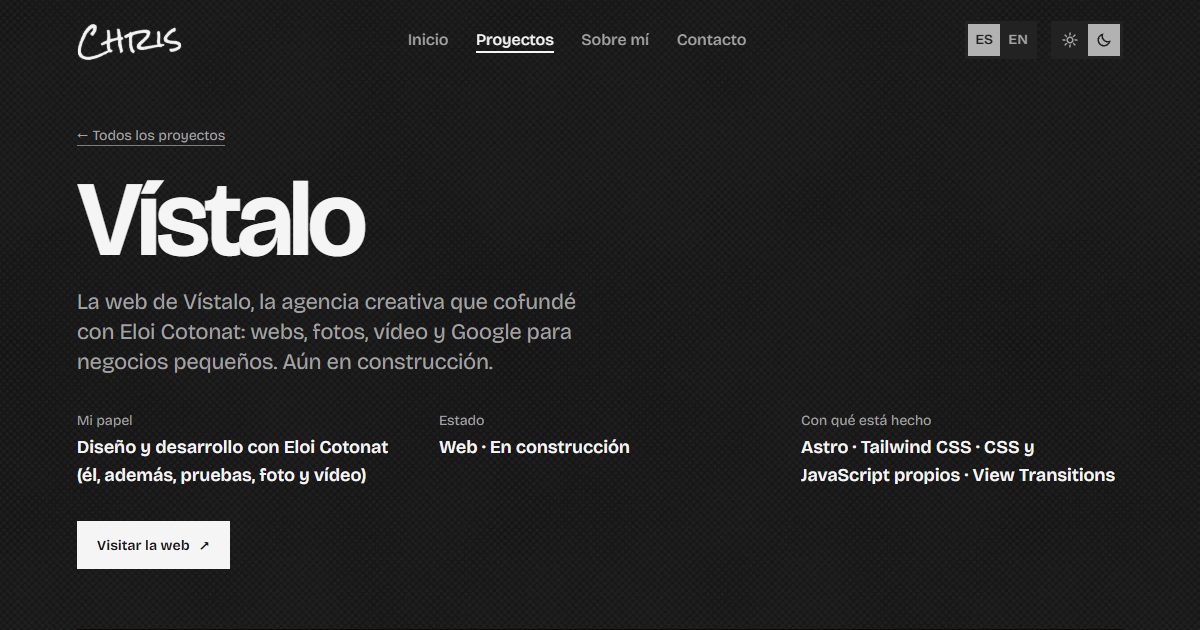 CHRIS
Inicio Proyectos Sobre mí Contacto
ES EN
← Todos los proyectos
Vístalo
La web de Vístalo, la agencia creativa que cofundé
con Eloi Cotonat: webs, fotos, vídeo y Google para
negocios pequeños. Aún en construcción.
Mi papel
Diseño y desarrollo con Eloi Cotonat
(él, además, pruebas, foto y vídeo)
Estado
Web · En construcción
Con qué está hecho
Astro · Tailwind CSS · CSS y
JavaScript propios · View Transitions
Visitar la web ↗